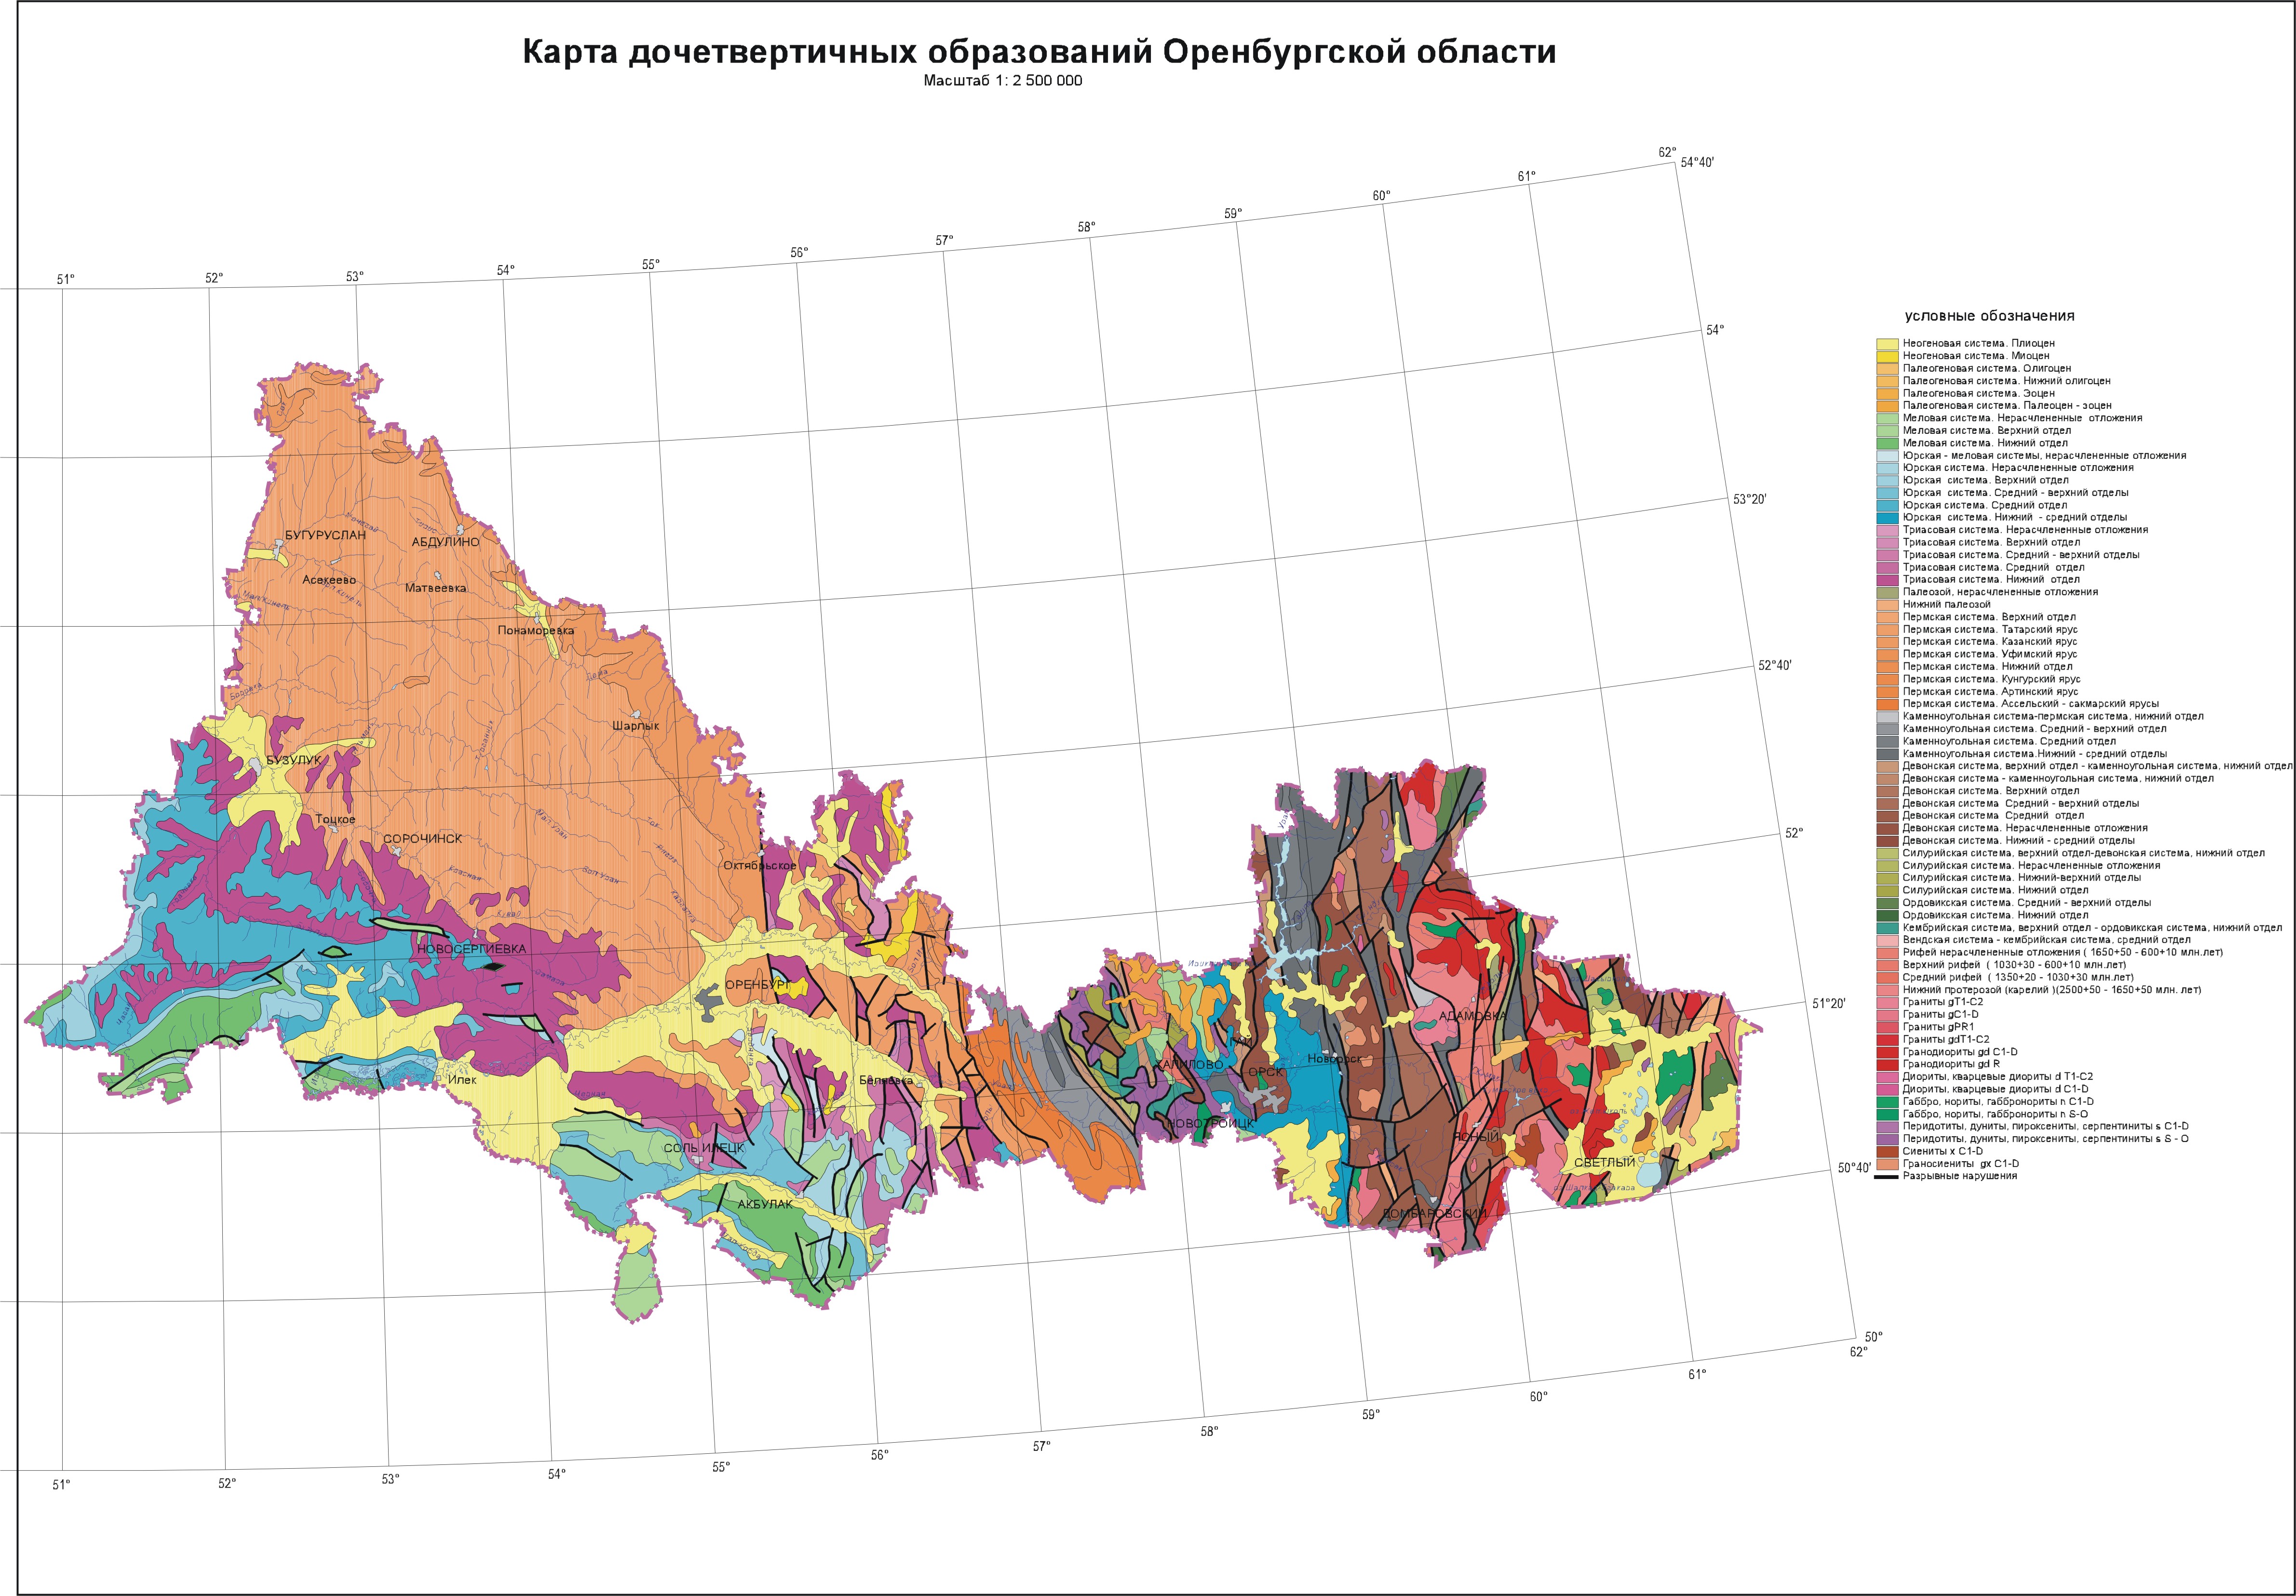 Карта дочетвертичных образований Оренбургской области
Масштаб 1: 2 500 000
62°
54°40'
61°
60°
59°
58°
57°
56°
55°
54°
53°
52°
51°
54°
53°20'
52°40'
52°
51°20'
50°40'
50°
62°
61°
60°
59°
58°
57°
56°
55°
54°
53°
52°
51°
БУГУРУСЛАН
АБДУЛИНО
Асекеево
Матвеевка
Понаморевка
Шарлык
БУЗУЛУК
Тоцкое
СОРОЧИНСК
Октябрьское
НОВОСЕРГИЕВКА
ОРЕНБУРГ
Илек
Беляевка
СОЛЬ ИЛЕЦК
АКБУЛАК
ХАЛИЛОВО
ГАЙ
ОРСК
Новоорск
НОВОТРОИЦК
АДАМОВКА
ЯСНЫЙ
СВЕТЛЫЙ
ДОМБАРОВСКИЙ
Мал.Кинель
Бол.Кинель
Боровка
Дема
Ток
Мал.Уран
Бол.Уран
Красная
Кувай
Самара
Каргалка
условные обозначения
Неогеновая система. Плиоцен
Неогеновая система. Миоцен
Палеогеновая система. Олигоцен
Палеогеновая система. Нижний олигоцен
Палеогеновая система. Эоцен
Палеогеновая система. Палеоцен - эоцен
Меловая система. Нерасчлененные отложения
Меловая система. Верхний отдел
Меловая система. Нижний отдел
Юрская - меловая системы, нерасчлененные отложения
Юрская система. Нерасчлененные отложения
Юрская система. Верхний отдел
Юрская система. Средний - верхний отделы
Юрская система. Средний отдел
Юрская система. Нижний - средний отделы
Триасовая система. Нерасчлененные отложения
Триасовая система. Верхний отдел
Триасовая система. Средний - верхний отделы
Триасовая система. Средний отдел
Триасовая система. Нижний отдел
Палеозой, нерасчлененные отложения
Нижний палеозой
Пермская система. Верхний отдел
Пермская система. Татарский ярус
Пермская система. Казанский ярус
Пермская система. Уфимский ярус
Пермская система. Нижний отдел
Пермская система. Кунгурский ярус
Пермская система. Артинский ярус
Пермская система. Ассельский - сакмарский ярусы
Каменноугольная система-пермская система, нижний отдел
Каменноугольная система. Средний - верхний отдел
Каменноугольная система. Средний отдел
Каменноугольная система.Нижний - средний отделы
Девонская система, верхний отдел - каменноугольная система, нижний отдел
Девонская система - каменноугольная система, нижний отдел
Девонская система. Верхний отдел
Девонская система Средний - верхний отделы
Девонская система Средний отдел
Девонская система. Нерасчлененные отложения
Девонская система. Нижний - средний отделы
Силурийская система, верхний отдел-девонская система, нижний отдел
Силурийская система. Нерасчлененные отложения
Силурийская система. Нижний-верхний отделы
Силурийская система. Нижний отдел
Ордовикская система. Средний - верхний отделы
Ордовикская система. Нижний отдел
Кембрийская система, верхний отдел - ордовикская система, нижний отдел
Вендская система - кембрийская система, средний отдел
Рифей нерасчлененные отложения ( 1650+50 - 600+10 млн.лет)
Верхний рифей ( 1030+30 - 600+10 млн.лет)
Средний рифей ( 1350+20 - 1030+30 млн.лет)
Нижний протерозой (карелий )(2500+50 - 1650+50 млн. лет)
Граниты gT1-C2
Граниты gC1-D
Граниты gPR1
Граниты gdT1-C2
Гранодиориты gd C1-D
Гранодиориты gd R
Диориты, кварцевые диориты d T1-C2
Диориты, кварцевые диориты d C1-D
Габбро, нориты, габбронориты n C1-D
Габбро, нориты, габбронориты n S-O
Перидотиты, дуниты, пироксениты, серпентиниты s C1-D
Перидотиты, дуниты, пироксениты, серпентиниты s S - O
Сиениты x C1-D
Граносиениты gx C1-D
Разрывные нарушения